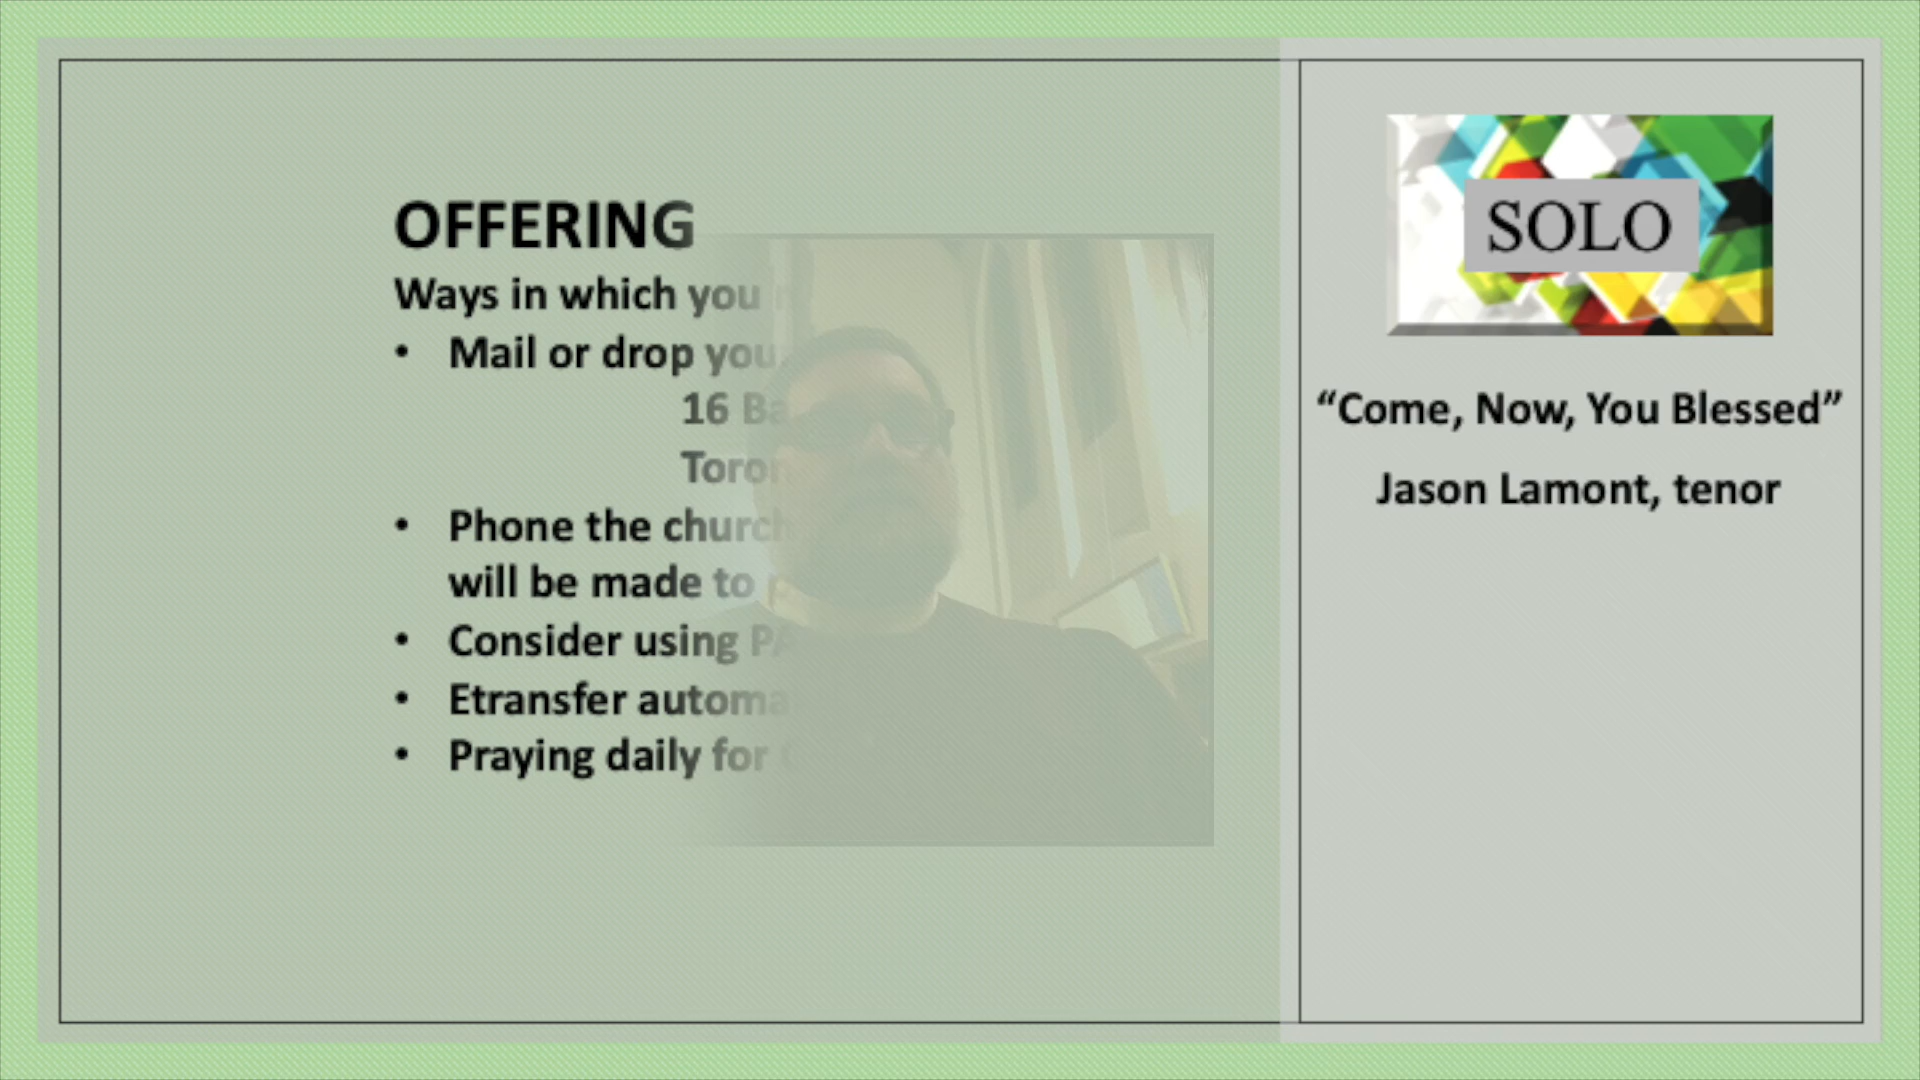 OFFERING
Ways in which you
• Mail or drop you
16 Ba
Toron
• Phone the church
will be made to
• Consider using PA
• Etransfer automa
• Praying daily for
SOLO
“Come, Now, You Blessed”
Jason Lamont, tenor